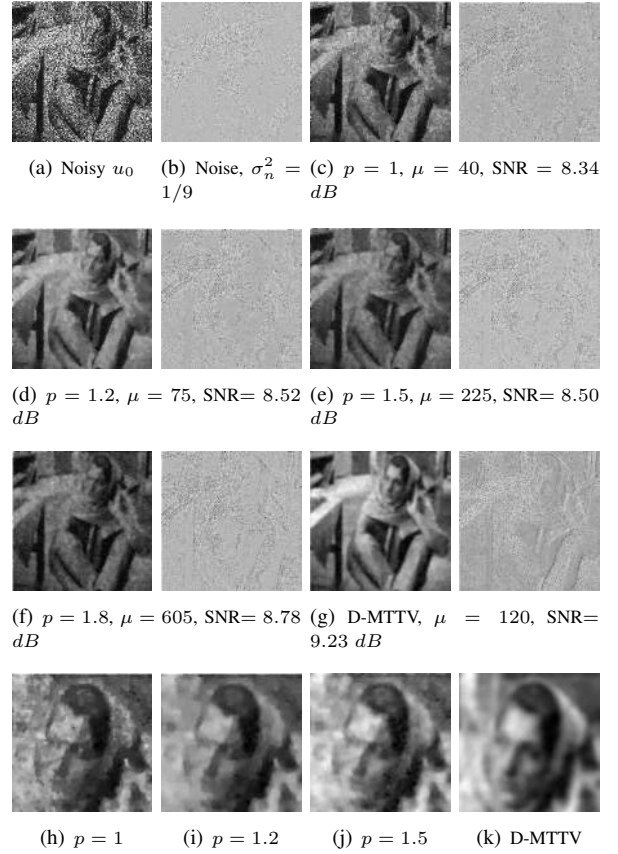 (a) Noisy u₀ (b) Noise, σₙ² = (c) p = 1, μ = 40, SNR = 8.34
1/9 dB
(d) p = 1.2, μ = 75, SNR= 8.52 (e) p = 1.5, μ = 225, SNR= 8.50
dB dB
(f) p = 1.8, μ = 605, SNR= 8.78 (g) D-MTTV, μ = 120, SNR=
dB 9.23 dB
(h) p = 1 (i) p = 1.2 (j) p = 1.5 (k) D-MTTV